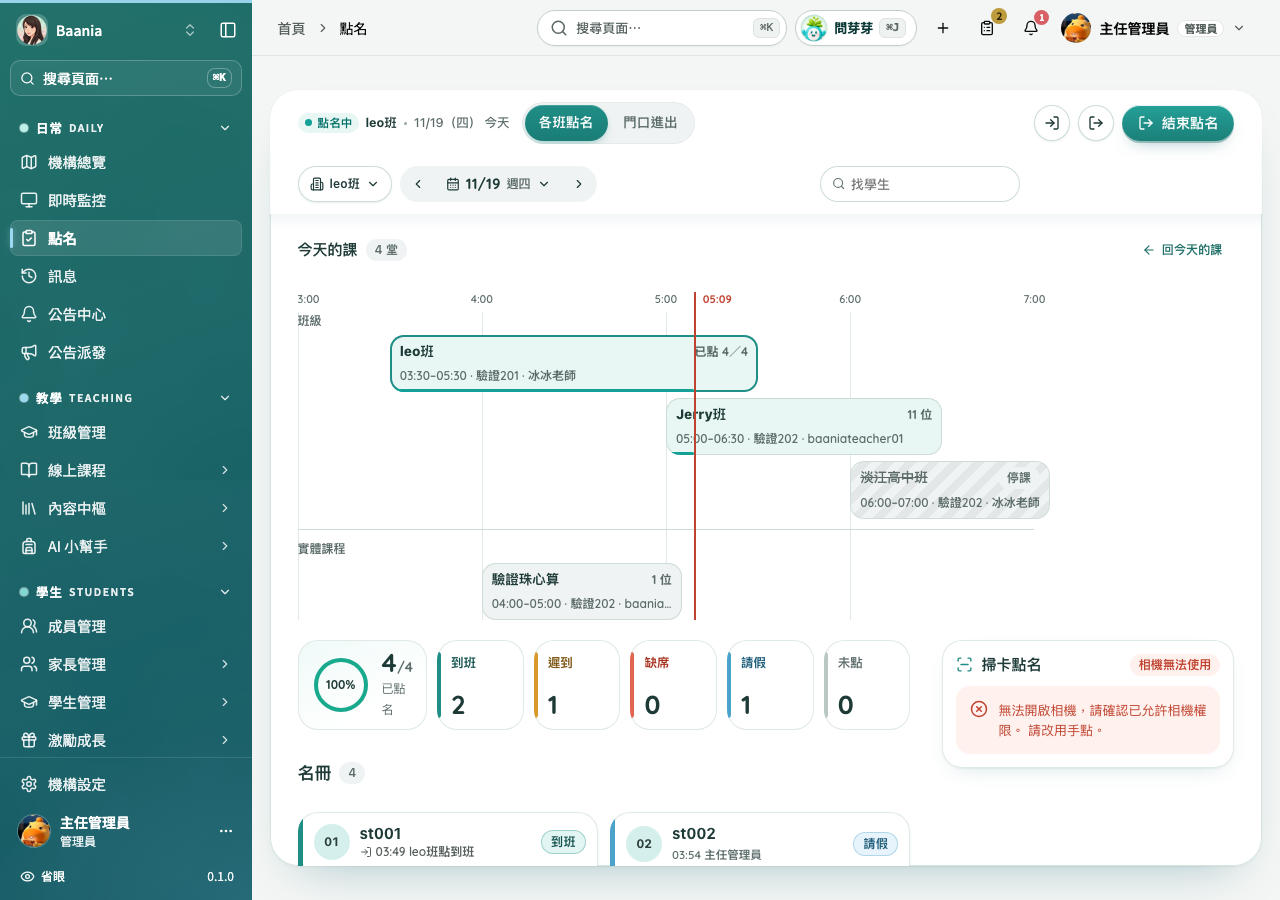 Baania
搜尋頁面⋯ ⌘K
日常 DAILY
機構總覽
即時監控
點名
訊息
公告中心
公告派發
教學 TEACHING
班級管理
線上課程
內容中樞
AI 小幫手
學生 STUDENTS
成員管理
家長管理
學生管理
激勵成長
機構設定
主任管理員
管理員
省眼 0.1.0
首頁 點名
搜尋頁面⋯ ⌘K
問芽芽 ⌘J
2
1
主任管理員 管理員
點名中 leo班 • 11/19（四） 今天
各班點名 門口進出
結束點名
leo班
11/19 週四
找學生
今天的課 4 堂
回今天的課
3:00 4:00 5:00 05:09 6:00 7:00
班級
leo班 已點 4／4
03:30–05:30 · 驗證201 · 冰冰老師
Jerry班 11 位
05:00–06:30 · 驗證202 · baaniateacher01
淡江高中班 停課
06:00–07:00 · 驗證202 · 冰冰老師
實體課程
驗證珠心算 1 位
04:00–05:00 · 驗證202 · baania…
100%
4/4
已點名
到班
2
遲到
1
缺席
0
請假
1
未點
0
掃卡點名 相機無法使用
無法開啟相機，請確認已允許相機權
限。 請改用手點。
名冊 4
01 st001 到班
03:49 leo班點到班
02 st002 請假
03:54 主任管理員